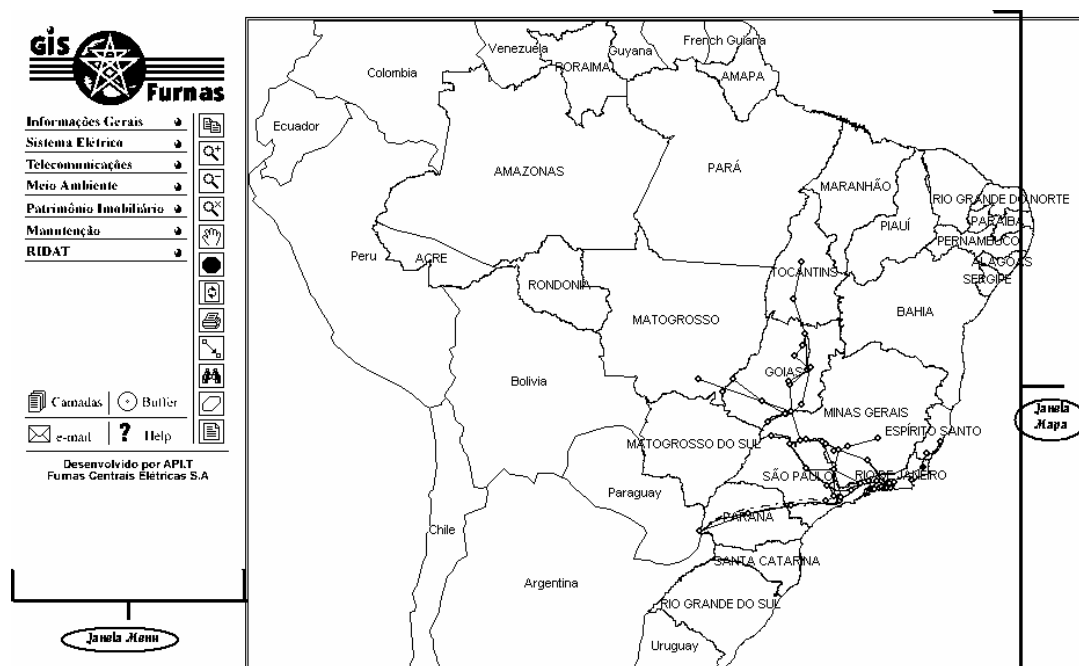 GIS
Furnas
Informações Gerais
Sistema Elétrico
Telecomunicações
Meio Ambiente
Patrimônio Imobiliário
Manutenção
RIDAT
Camadas
Buffer
e-mail
? Help
Desenvolvido por API.T
Furnas Centrais Elétricas S.A
Janela Menu
Venezuela
Guyana
French Guiana
Colombia
RORAIMA
AMAPA
Ecuador
AMAZONAS
PARÁ
MARANHÃO
RIO GRANDE DO NORTE
PARAÍBA
PIAUÍ
PERNAMBUCO
ALAGOAS
SERGIPE
Peru
ACRE
TOCANTINS
RONDONIA
BAHIA
MATOGROSSO
GOIAS
Bolivia
MINAS GERAIS
ESPÍRITO SANTO
MATOGROSSO DO SUL
SÃO PAULO
RIO DE JANEIRO
Paraguay
PARANA
Chile
SANTA CATARINA
Argentina
RIO GRANDE DO SUL
Uruguay
Janela
Mapa